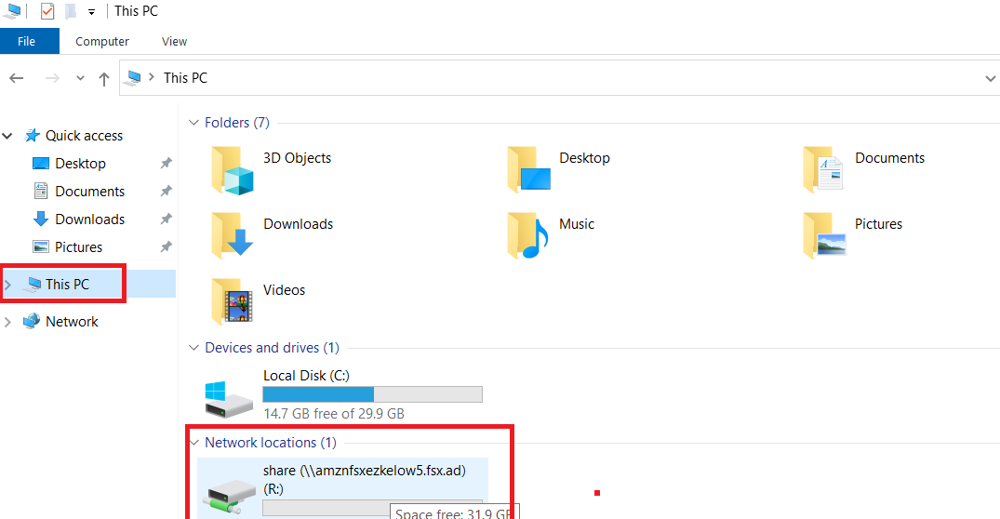 This PC
File
Computer
View
This PC
Quick access
Desktop
Documents
Downloads
Pictures
This PC
Network
Folders (7)
3D Objects
Desktop
Documents
Downloads
Music
Pictures
Videos
Devices and drives (1)
Local Disk (C:)
14.7 GB free of 29.9 GB
Network locations (1)
share (\\amznfsxezkelow5.fsx.ad)
(R:)
Space free: 31.9 GB